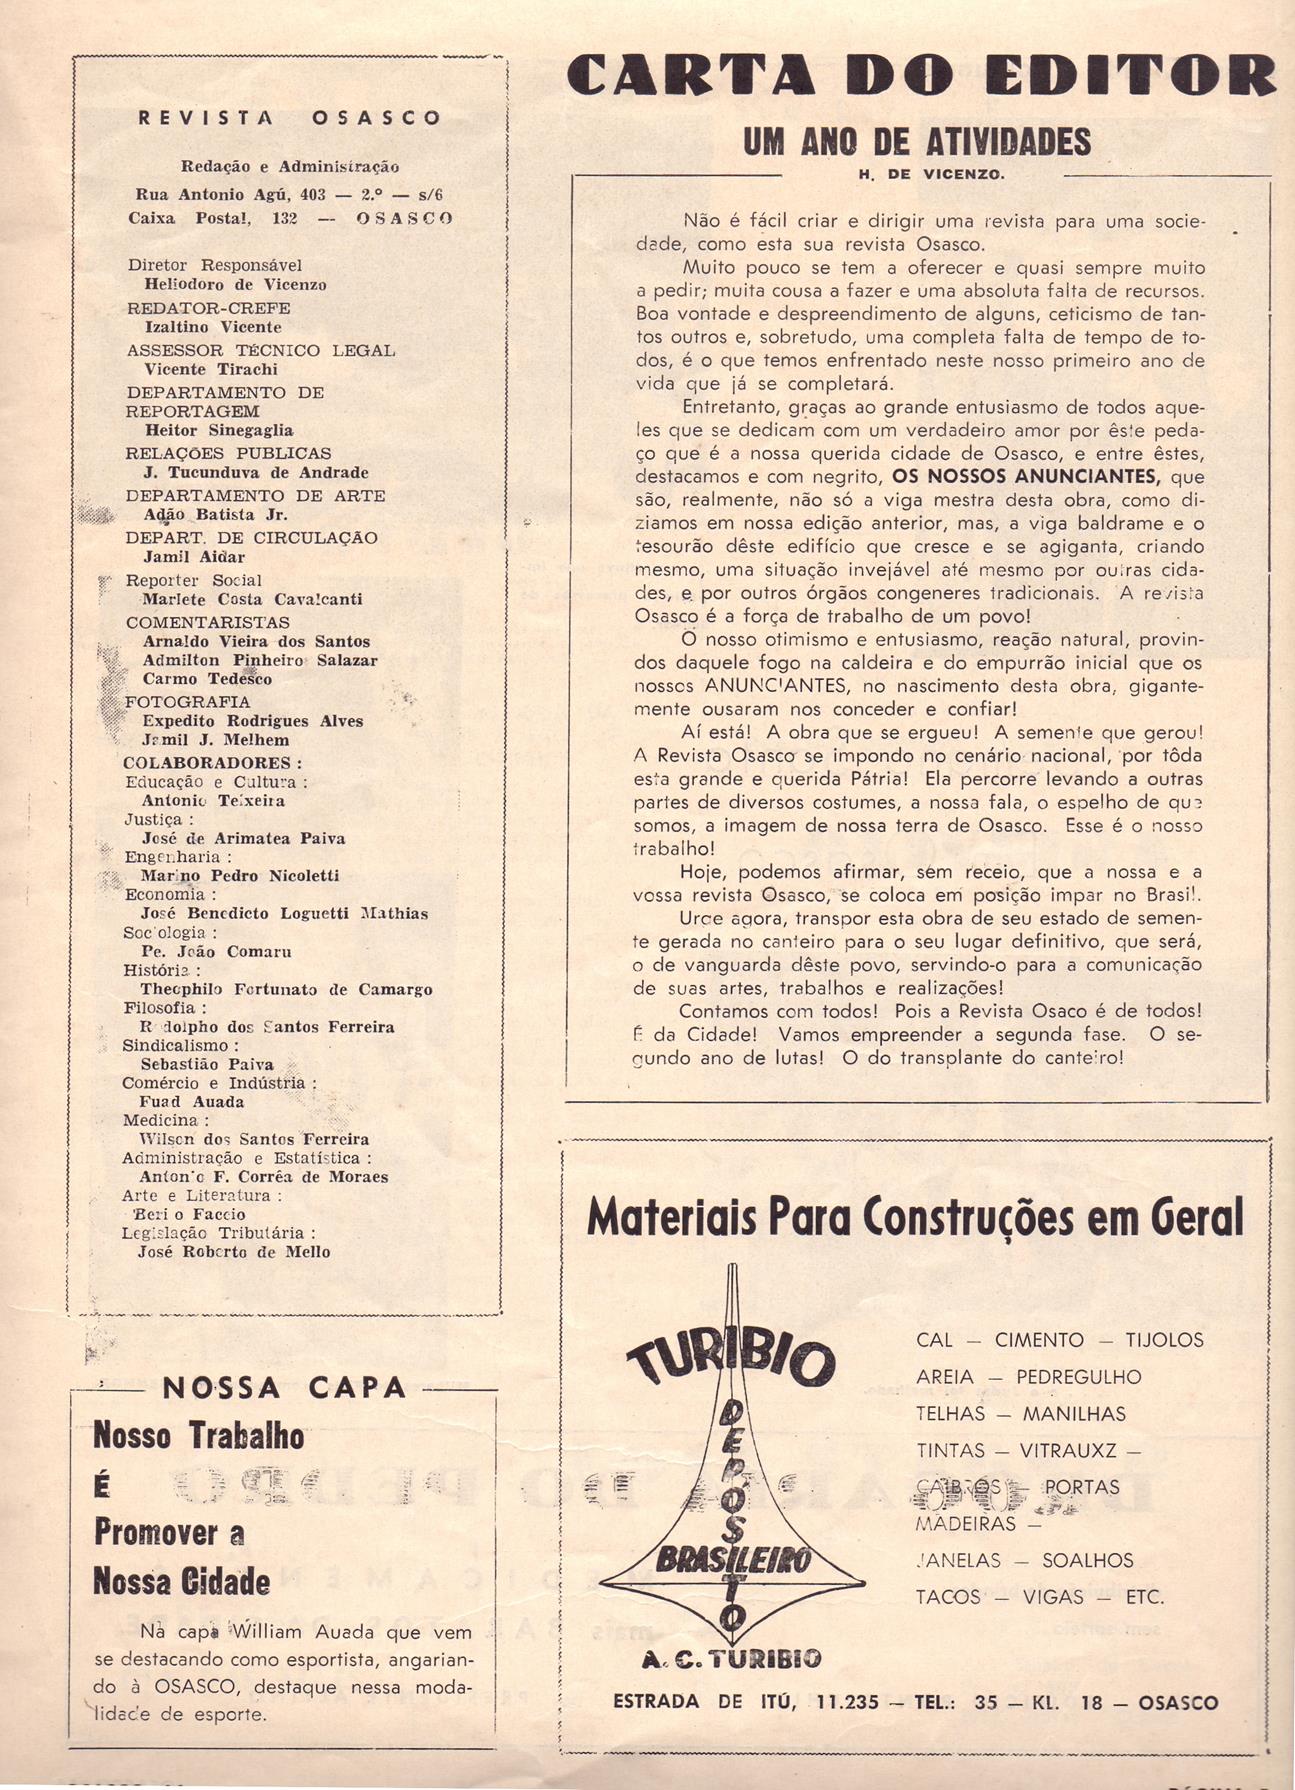 REVISTA OSASCO
Redação e Administração
Rua Antonio Agú, 403 — 2.º — s/6
Caixa Postal, 132 — OSASCO
Diretor Responsável
Heliodoro de Vicenzo
REDATOR-CREFE
Izaltino Vicente
ASSESSOR TÉCNICO LEGAL
Vicente Tirachi
DEPARTAMENTO DE
REPORTAGEM
Heitor Sinegaglia
RELAÇÕES PUBLICAS
J. Tucunduva de Andrade
DEPARTAMENTO DE ARTE
Adão Batista Jr.
DEPART. DE CIRCULAÇÃO
Jamil Aidar
Reporter Social
Marlete Costa Cavalcanti
COMENTARISTAS
Arnaldo Vieira dos Santos
Admilton Pinheiro Salazar
Carmo Tedesco
FOTOGRAFIA
Expedito Rodrigues Alves
Jamil J. Melhem
COLABORADORES :
Educação e Cultura :
Antonio Teixeira
Justiça :
José de Arimatea Paiva
Engenharia :
Marino Pedro Nicoletti
Economia :
José Benedicto Loguetti Mathias
Sociologia :
Pe. João Comaru
História :
Theophilo Fortunato de Camargo
Filosofia :
Rodolpho dos Santos Ferreira
Sindicalismo :
Sebastião Paiva
Comércio e Indústria :
Fuad Auada
Medicina :
Wilson dos Santos Ferreira
Administração e Estatística :
Antonio F. Corrêa de Moraes
Arte e Literatura :
Faccio
Legislação Tributária :
José Roberto de Mello
NOSSA CAPA
Nosso Trabalho
É
Promover a
Nossa Cidade
Na capa William Auada que vem
se destacando como esportista, angarian-
do à OSASCO, destaque nessa moda-
lidade de esporte.
CARTA DO EDITOR
UM ANO DE ATIVIDADES
H. DE VICENZO.
Não é fácil criar e dirigir uma revista para uma socie-
dade, como esta sua revista Osasco.
Muito pouco se tem a oferecer e quasi sempre muito
a pedir; muita cousa a fazer e uma absoluta falta de recursos.
Boa vontade e despreendimento de alguns, ceticismo de tan-
tos outros e, sobretudo, uma completa falta de tempo de to-
dos, é o que temos enfrentado neste nosso primeiro ano de
vida que já se completará.
Entretanto, graças ao grande entusiasmo de todos aque-
les que se dedicam com um verdadeiro amor por êste peda-
ço que é a nossa querida cidade de Osasco, e entre êstes,
destacamos e com negrito, OS NOSSOS ANUNCIANTES, que
são, realmente, não só a viga mestra desta obra, como di-
ziamos em nossa edição anterior, mas, a viga baldrame e o
tesourão dêste edifício que cresce e se agiganta, criando
mesmo, uma situação invejável até mesmo por outras cida-
des, e por outros órgãos congeneres tradicionais. A revista
Osasco é a força de trabalho de um povo!
O nosso otimismo e entusiasmo, reação natural, provin-
dos daquele fogo na caldeira e do empurrão inicial que os
nossos ANUNCIANTES, no nascimento desta obra, gigante-
mente ousaram nos conceder e confiar!
Aí está! A obra que se ergueu! A semente que gerou!
A Revista Osasco se impondo no cenário nacional, por tôda
esta grande e querida Pátria! Ela percorre levando a outras
partes de diversos costumes, a nossa fala, o espelho de que
somos, a imagem de nossa terra de Osasco. Esse é o nosso
trabalho!
Hoje, podemos afirmar, sem receio, que a nossa e a
vossa revista Osasco, se coloca em posição impar no Brasil.
Urge agora, transpor esta obra de seu estado de semen-
te gerada no canteiro para o seu lugar definitivo, que será,
o de vanguarda dêste povo, servindo-o para a comunicação
de suas artes, trabalhos e realizações!
Contamos com todos! Pois a Revista Osaco é de todos!
É da Cidade! Vamos empreender a segunda fase. O se-
gundo ano de lutas! O do transplante do canteiro!
Materiais Para Construções em Geral
TURIBIO
DEPÓSITO
BRASILEIRO
A. C. TURIBIO
CAL — CIMENTO — TIJOLOS
AREIA — PEDREGULHO
TELHAS — MANILHAS
TINTAS — VITRAUXZ —
CAIBROS — PORTAS
MADEIRAS —
JANELAS — SOALHOS
TACOS — VIGAS — ETC.
ESTRADA DE ITÚ, 11.235 — TEL.: 35 — KL. 18 — OSASCO